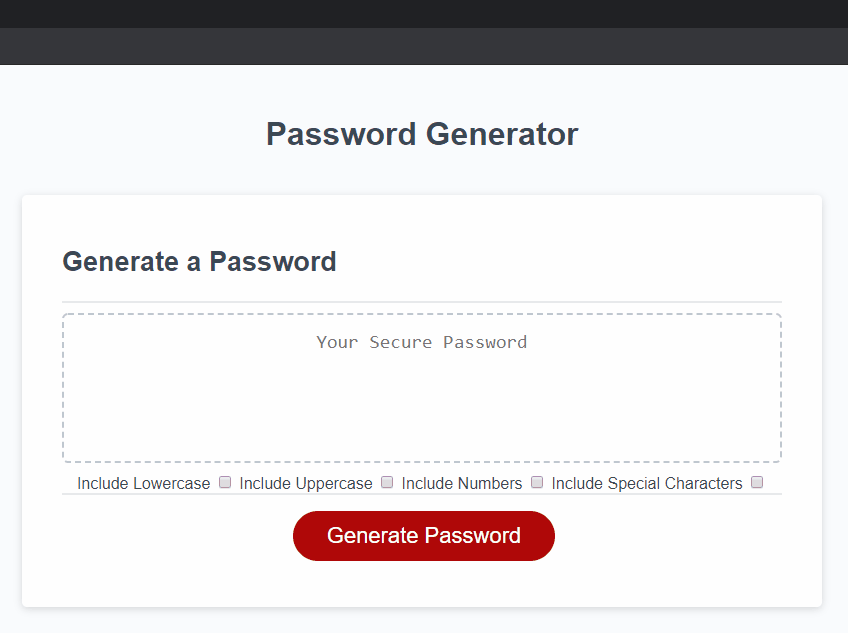 Password Generator
Generate a Password
Your Secure Password
Include Lowercase Include Uppercase Include Numbers Include Special Characters
Generate Password